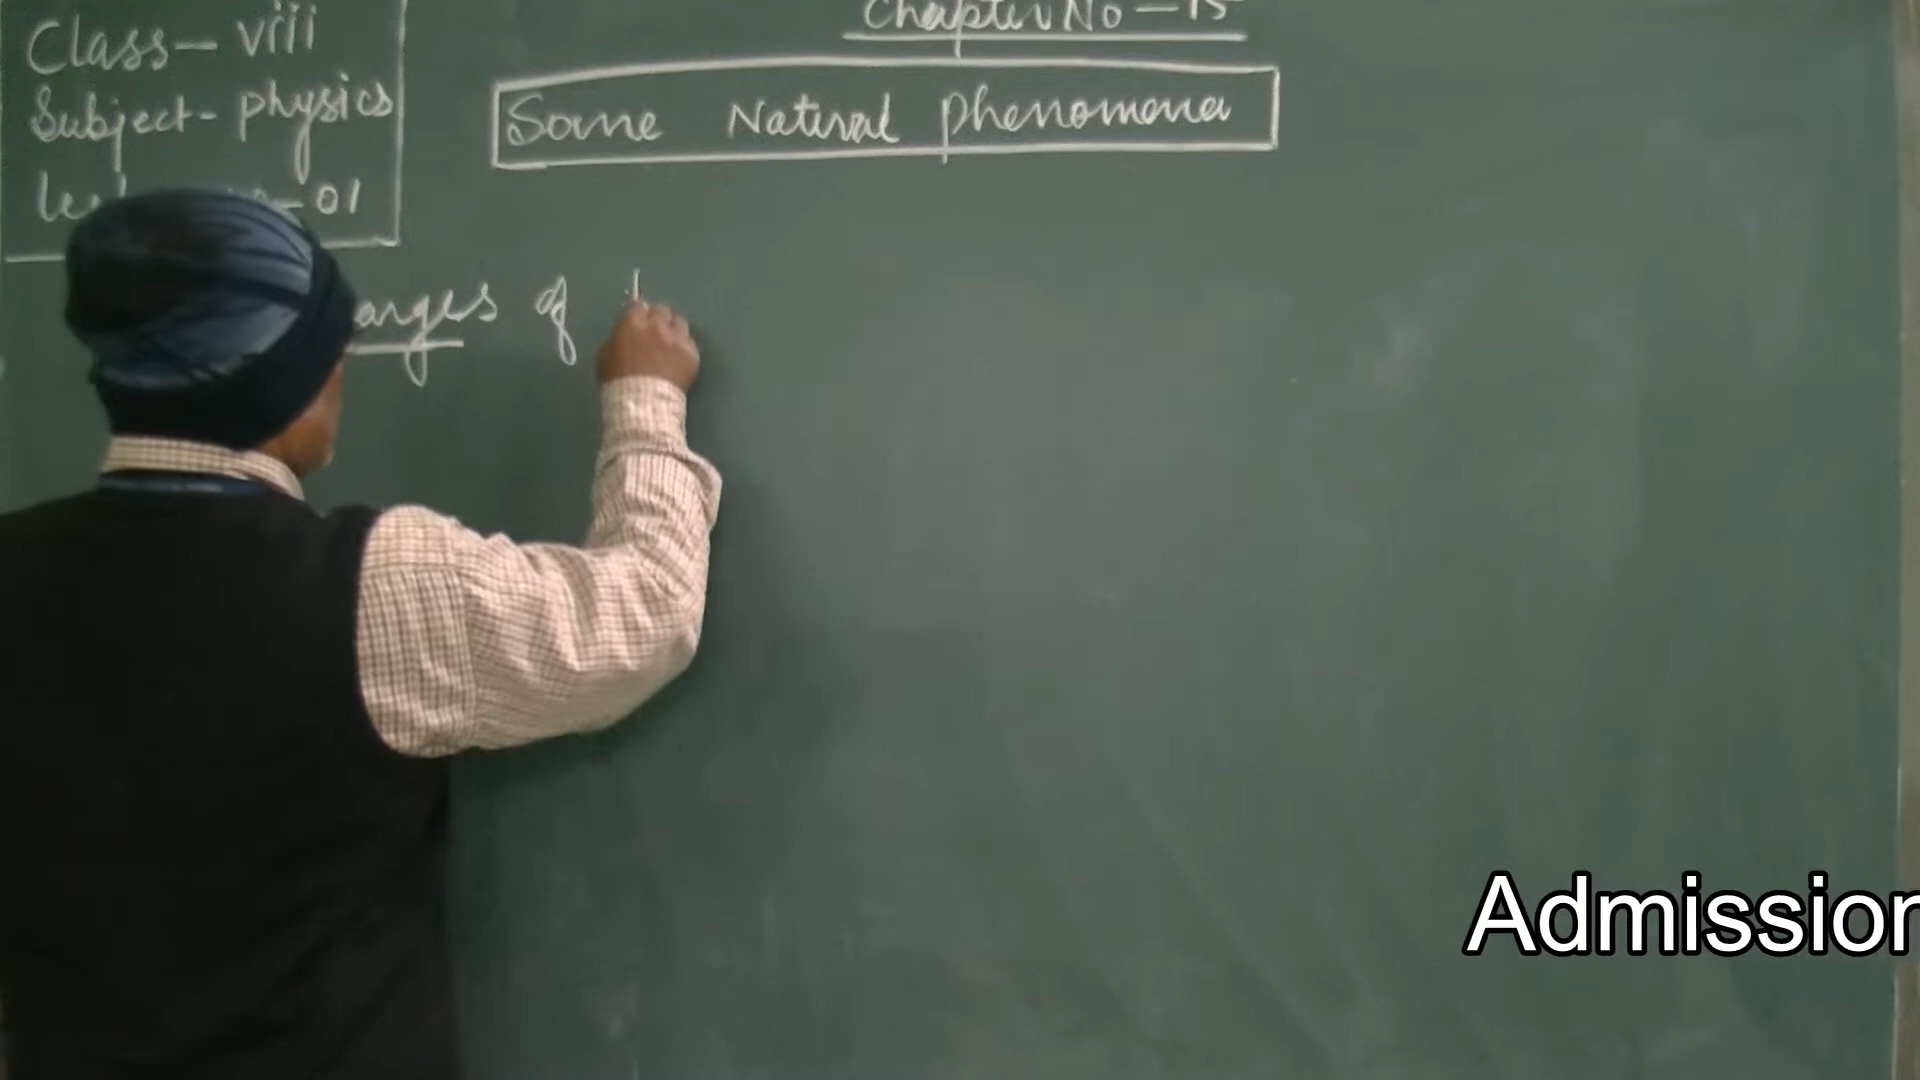 Class- viii
Subject- physics
01
Chapter No - 15
Some Natural Phenomena
arges of
Admission